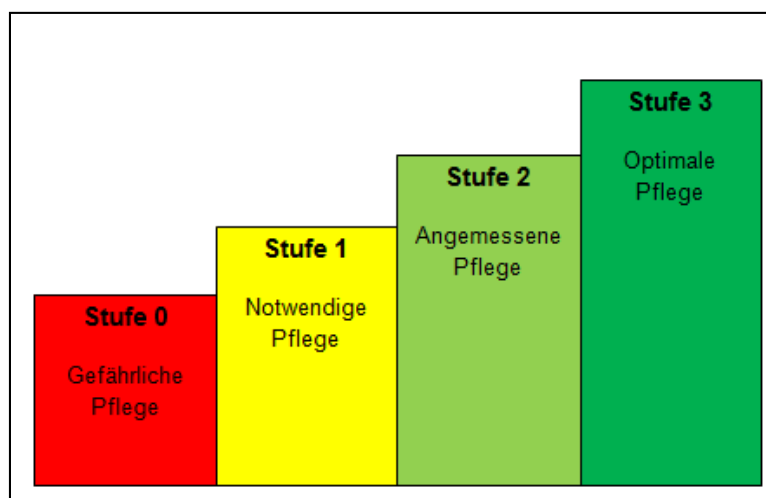 Stufe 0
Gefährliche
Pflege
Stufe 1
Notwendige
Pflege
Stufe 2
Angemessene
Pflege
Stufe 3
Optimale
Pflege